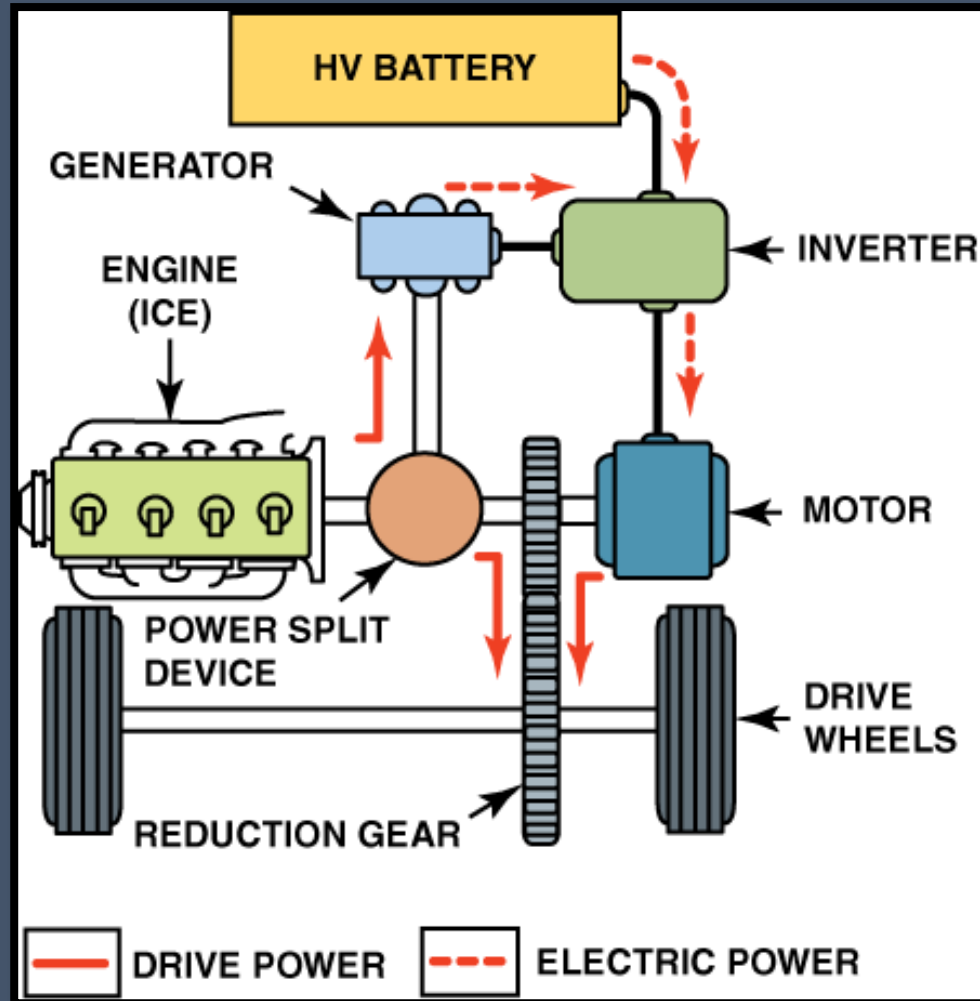 HV BATTERY
GENERATOR
INVERTER
ENGINE
(ICE)
MOTOR
POWER SPLIT
DEVICE
DRIVE
WHEELS
REDUCTION GEAR
DRIVE POWER
ELECTRIC POWER